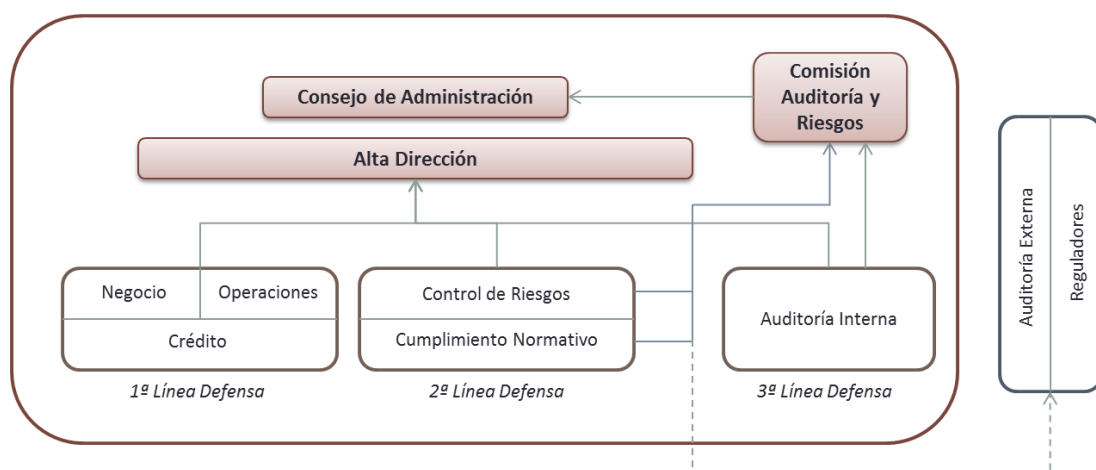 Consejo de Administración
Comisión
Auditoría y
Riesgos
Alta Dirección
Negocio
Operaciones
Crédito
Control de Riesgos
Cumplimiento Normativo
Auditoría Interna
1ª Línea Defensa
2ª Línea Defensa
3ª Línea Defensa
Auditoría Externa
Reguladores